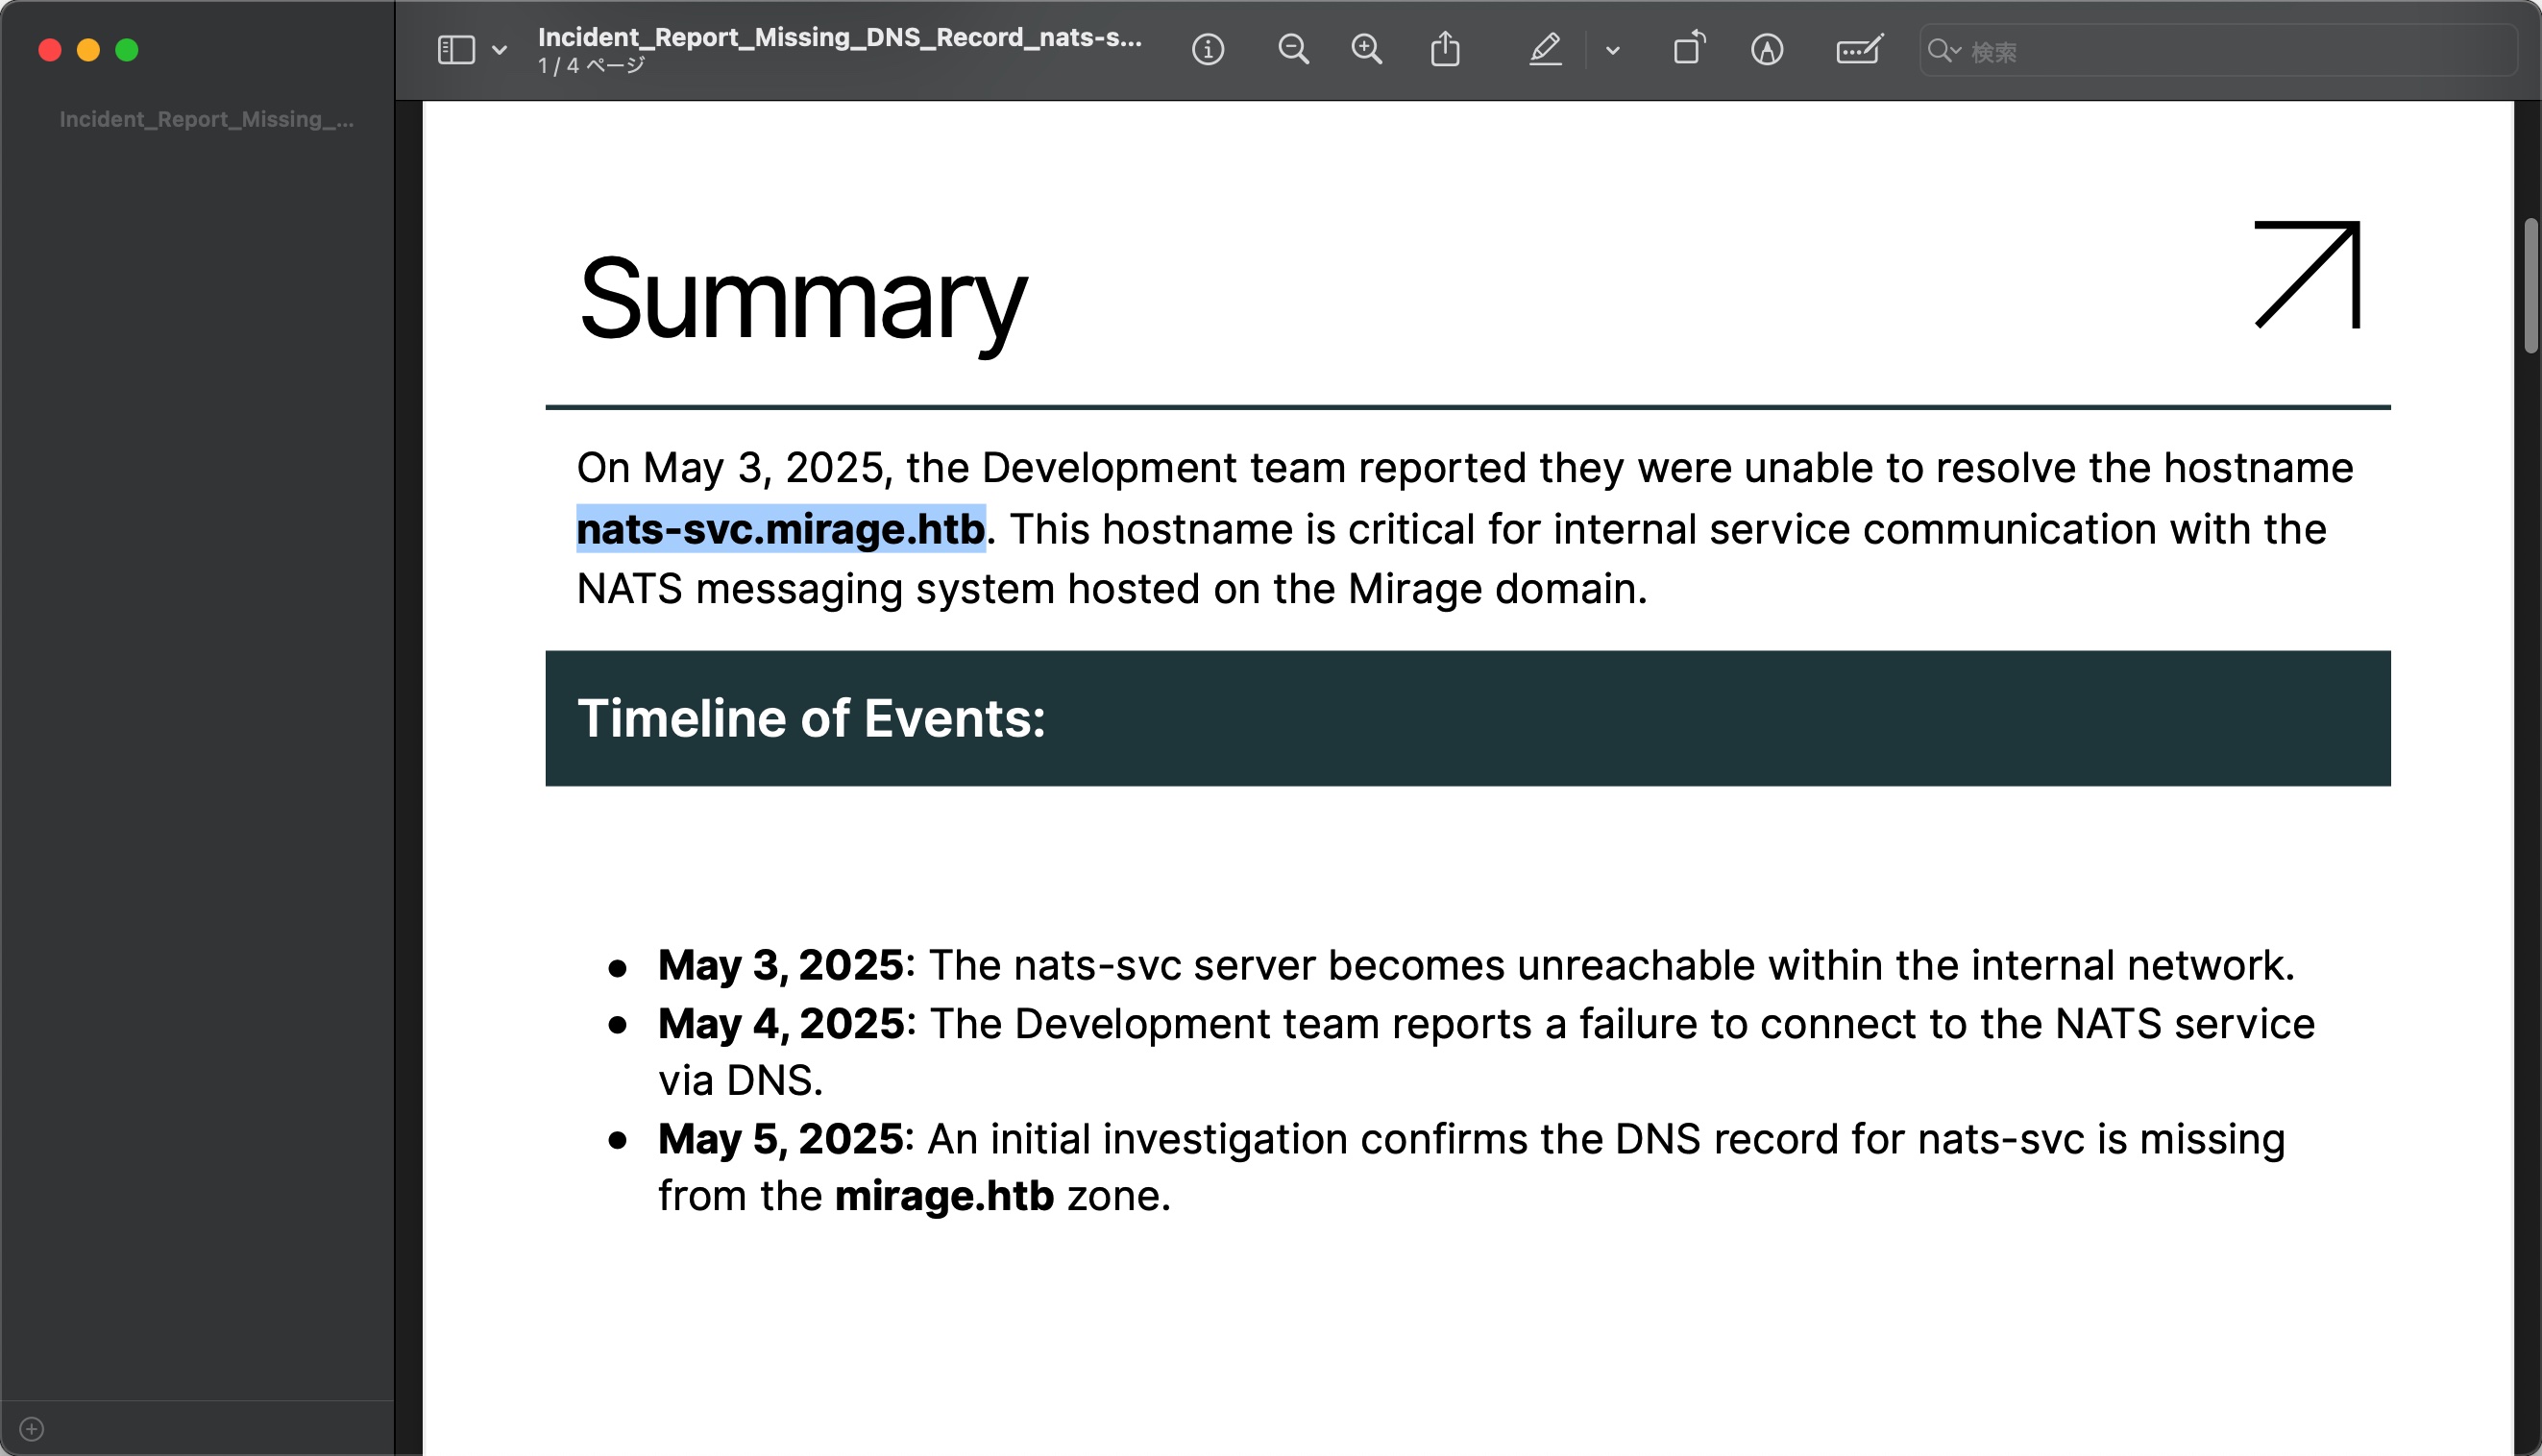 Incident_Report_Missing_...
Incident_Report_Missing_DNS_Record_nats-s...
1 / 4 ページ
検索
Summary
On May 3, 2025, the Development team reported they were unable to resolve the hostname
nats-svc.mirage.htb. This hostname is critical for internal service communication with the
NATS messaging system hosted on the Mirage domain.
Timeline of Events:
● May 3, 2025: The nats-svc server becomes unreachable within the internal network.
● May 4, 2025: The Development team reports a failure to connect to the NATS service
via DNS.
● May 5, 2025: An initial investigation confirms the DNS record for nats-svc is missing
from the mirage.htb zone.